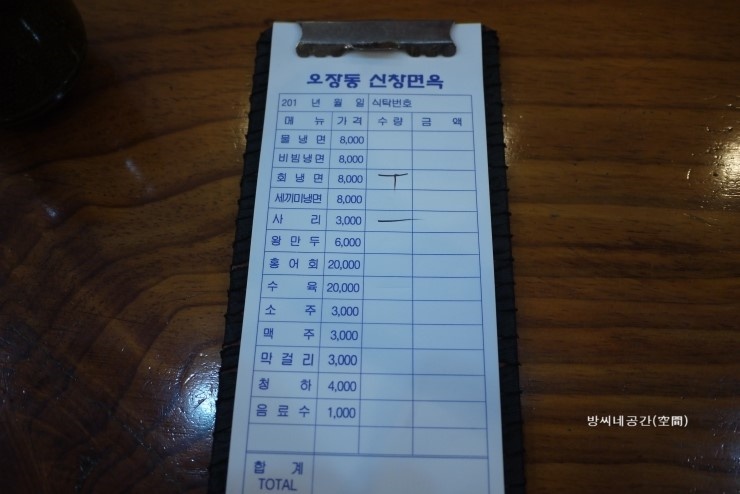 오장동 신창면옥
201 년 월 일 식탁번호
메 뉴 가 격 수 량 금 액
물 냉 면 8,000
비빔냉면 8,000
회 냉 면 8,000 ㅜ
세끼미냉면 8,000
사 리 3,000 一
왕 만 두 6,000
홍 어 회 20,000
수 육 20,000
소 주 3,000
맥 주 3,000
막 걸 리 3,000
청 하 4,000
음 료 수 1,000
합 계
TOTAL
방씨네공간(空間)